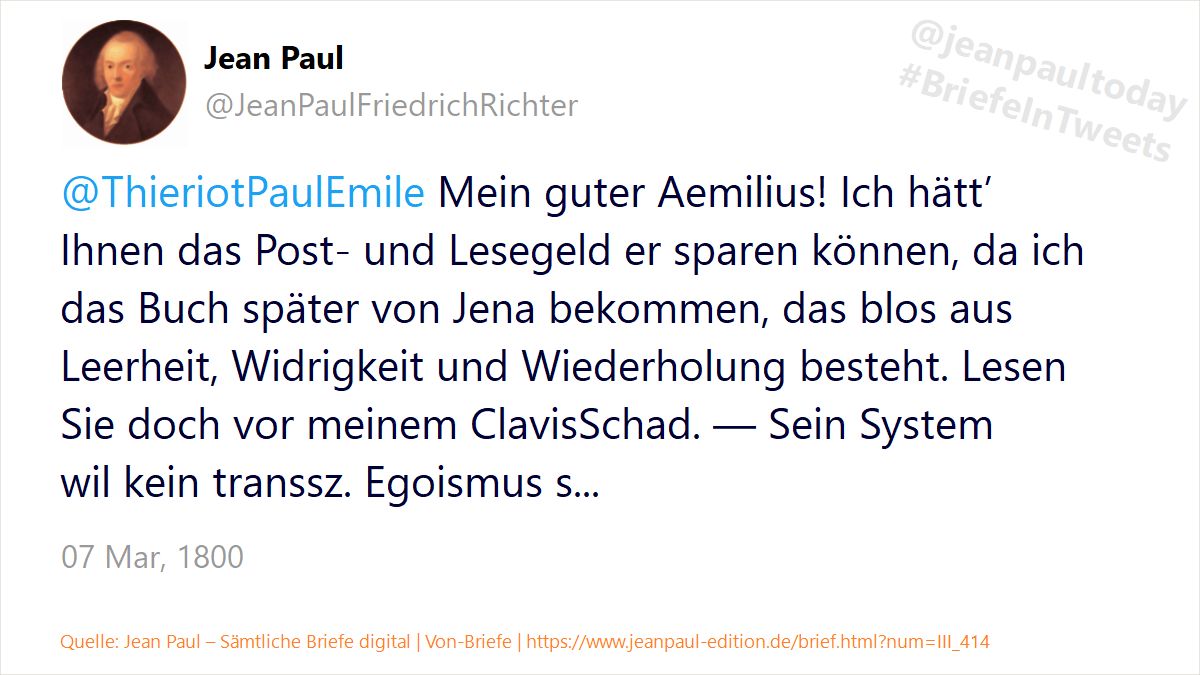 Jean Paul
@JeanPaulFriedrichRichter
@jeanpaultoday
#BriefeInTweets
@ThieriotPaulEmile Mein guter Aemilius! Ich hätt’
Ihnen das Post- und Lesegeld er sparen können, da ich
das Buch später von Jena bekommen, das blos aus
Leerheit, Widrigkeit und Wiederholung besteht. Lesen
Sie doch vor meinem ClavisSchad. — Sein System
wil kein transsz. Egoismus s...
07 Mar, 1800
Quelle: Jean Paul – Sämtliche Briefe digital | Von-Briefe | https://www.jeanpaul-edition.de/brief.html?num=III_414